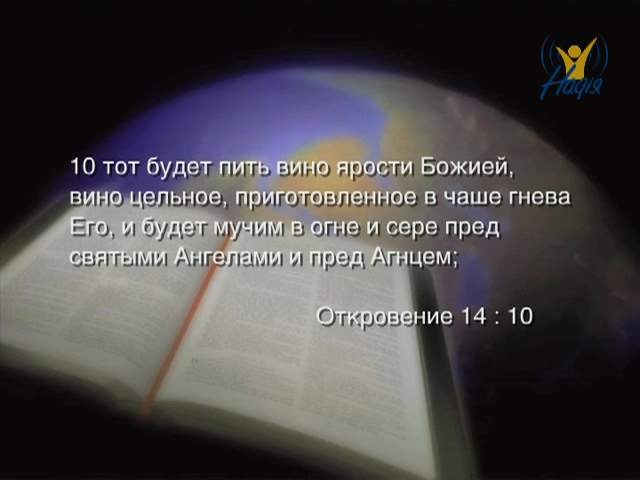 Надія
10 тот будет пить вино ярости Божией,
вино цельное, приготовленное в чаше гнева
Его, и будет мучим в огне и сере пред
святыми Ангелами и пред Агнцем;
Откровение 14 : 10